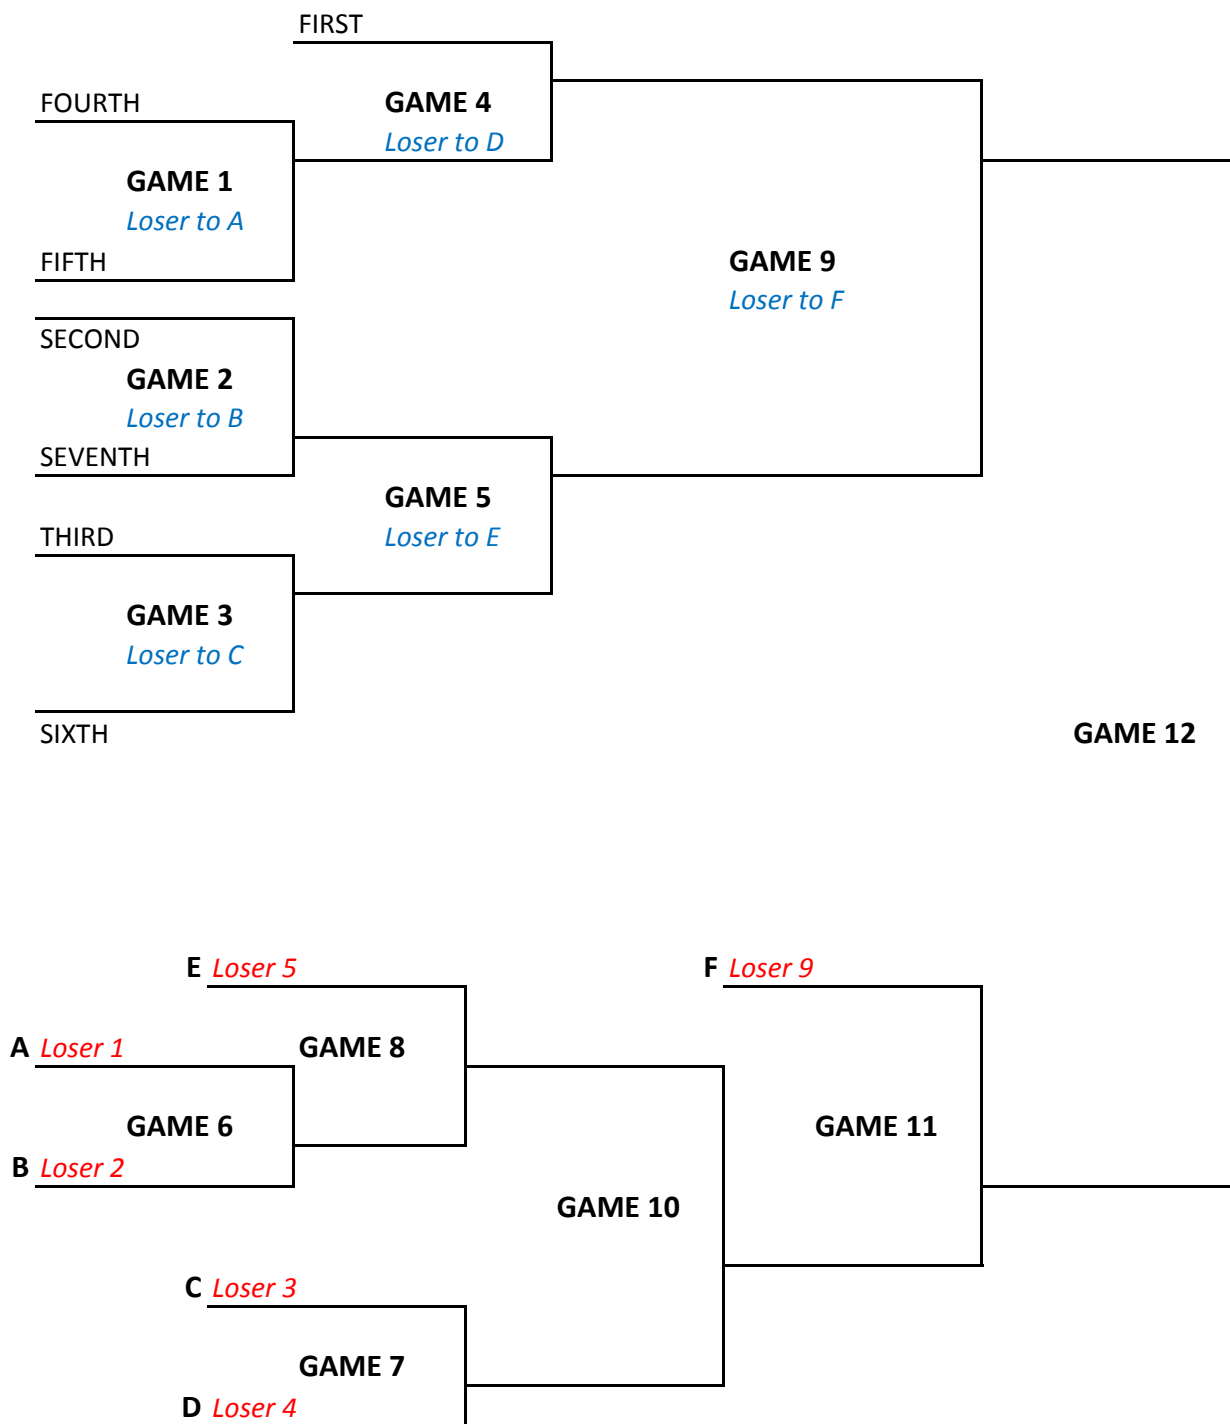 FIRST
FOURTH
GAME 4
Loser to D
GAME 1
Loser to A
FIFTH
GAME 9
Loser to F
SECOND
GAME 2
Loser to B
SEVENTH
GAME 5
Loser to E
THIRD
GAME 3
Loser to C
SIXTH
GAME 12
E Loser 5
F Loser 9
A Loser 1
GAME 8
GAME 6
GAME 11
B Loser 2
GAME 10
C Loser 3
GAME 7
D Loser 4